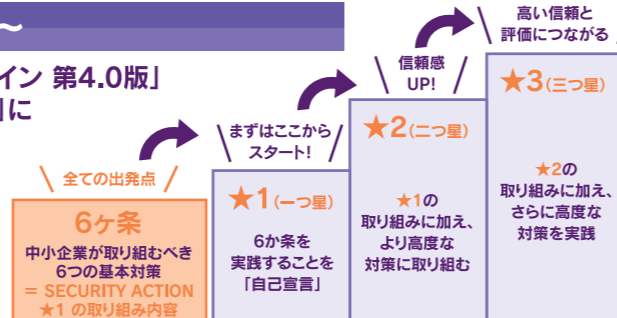 ～
イン 第4.0版」
に
全ての出発点
6ヶ条
中小企業が取り組むべき
6つの基本対策
= SECURITY ACTION
★1 の取り組み内容
まずはここから
スタート!
★1(一つ星)
6か条を
実践することを
「自己宣言」
信頼感
UP!
★2(二つ星)
★1の
取り組みに加え、
より高度な
対策に取り組む
高い信頼と
評価につながる
★3(三つ星)
★2の
取り組みに加え、
さらに高度な
対策を実践